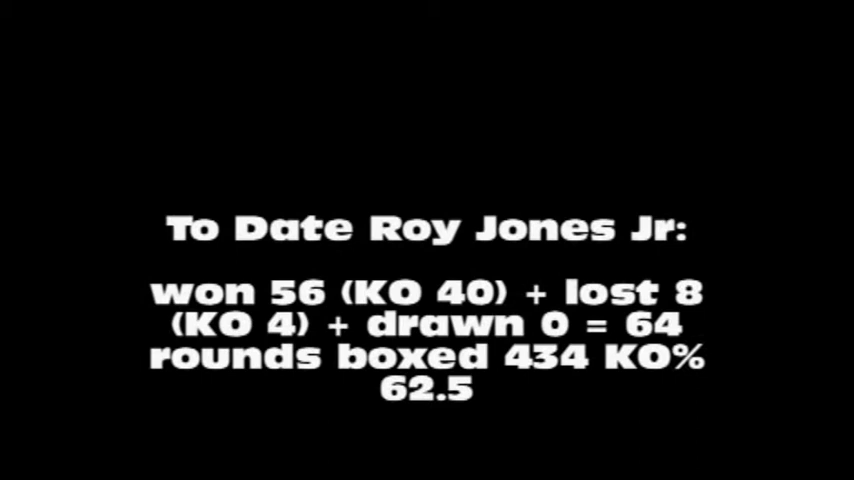 To Date Roy Jones Jr:
won 56 (KO 40) + lost 8
(KO 4) + drawn 0 = 64
rounds boxed 434 KO%
62.5